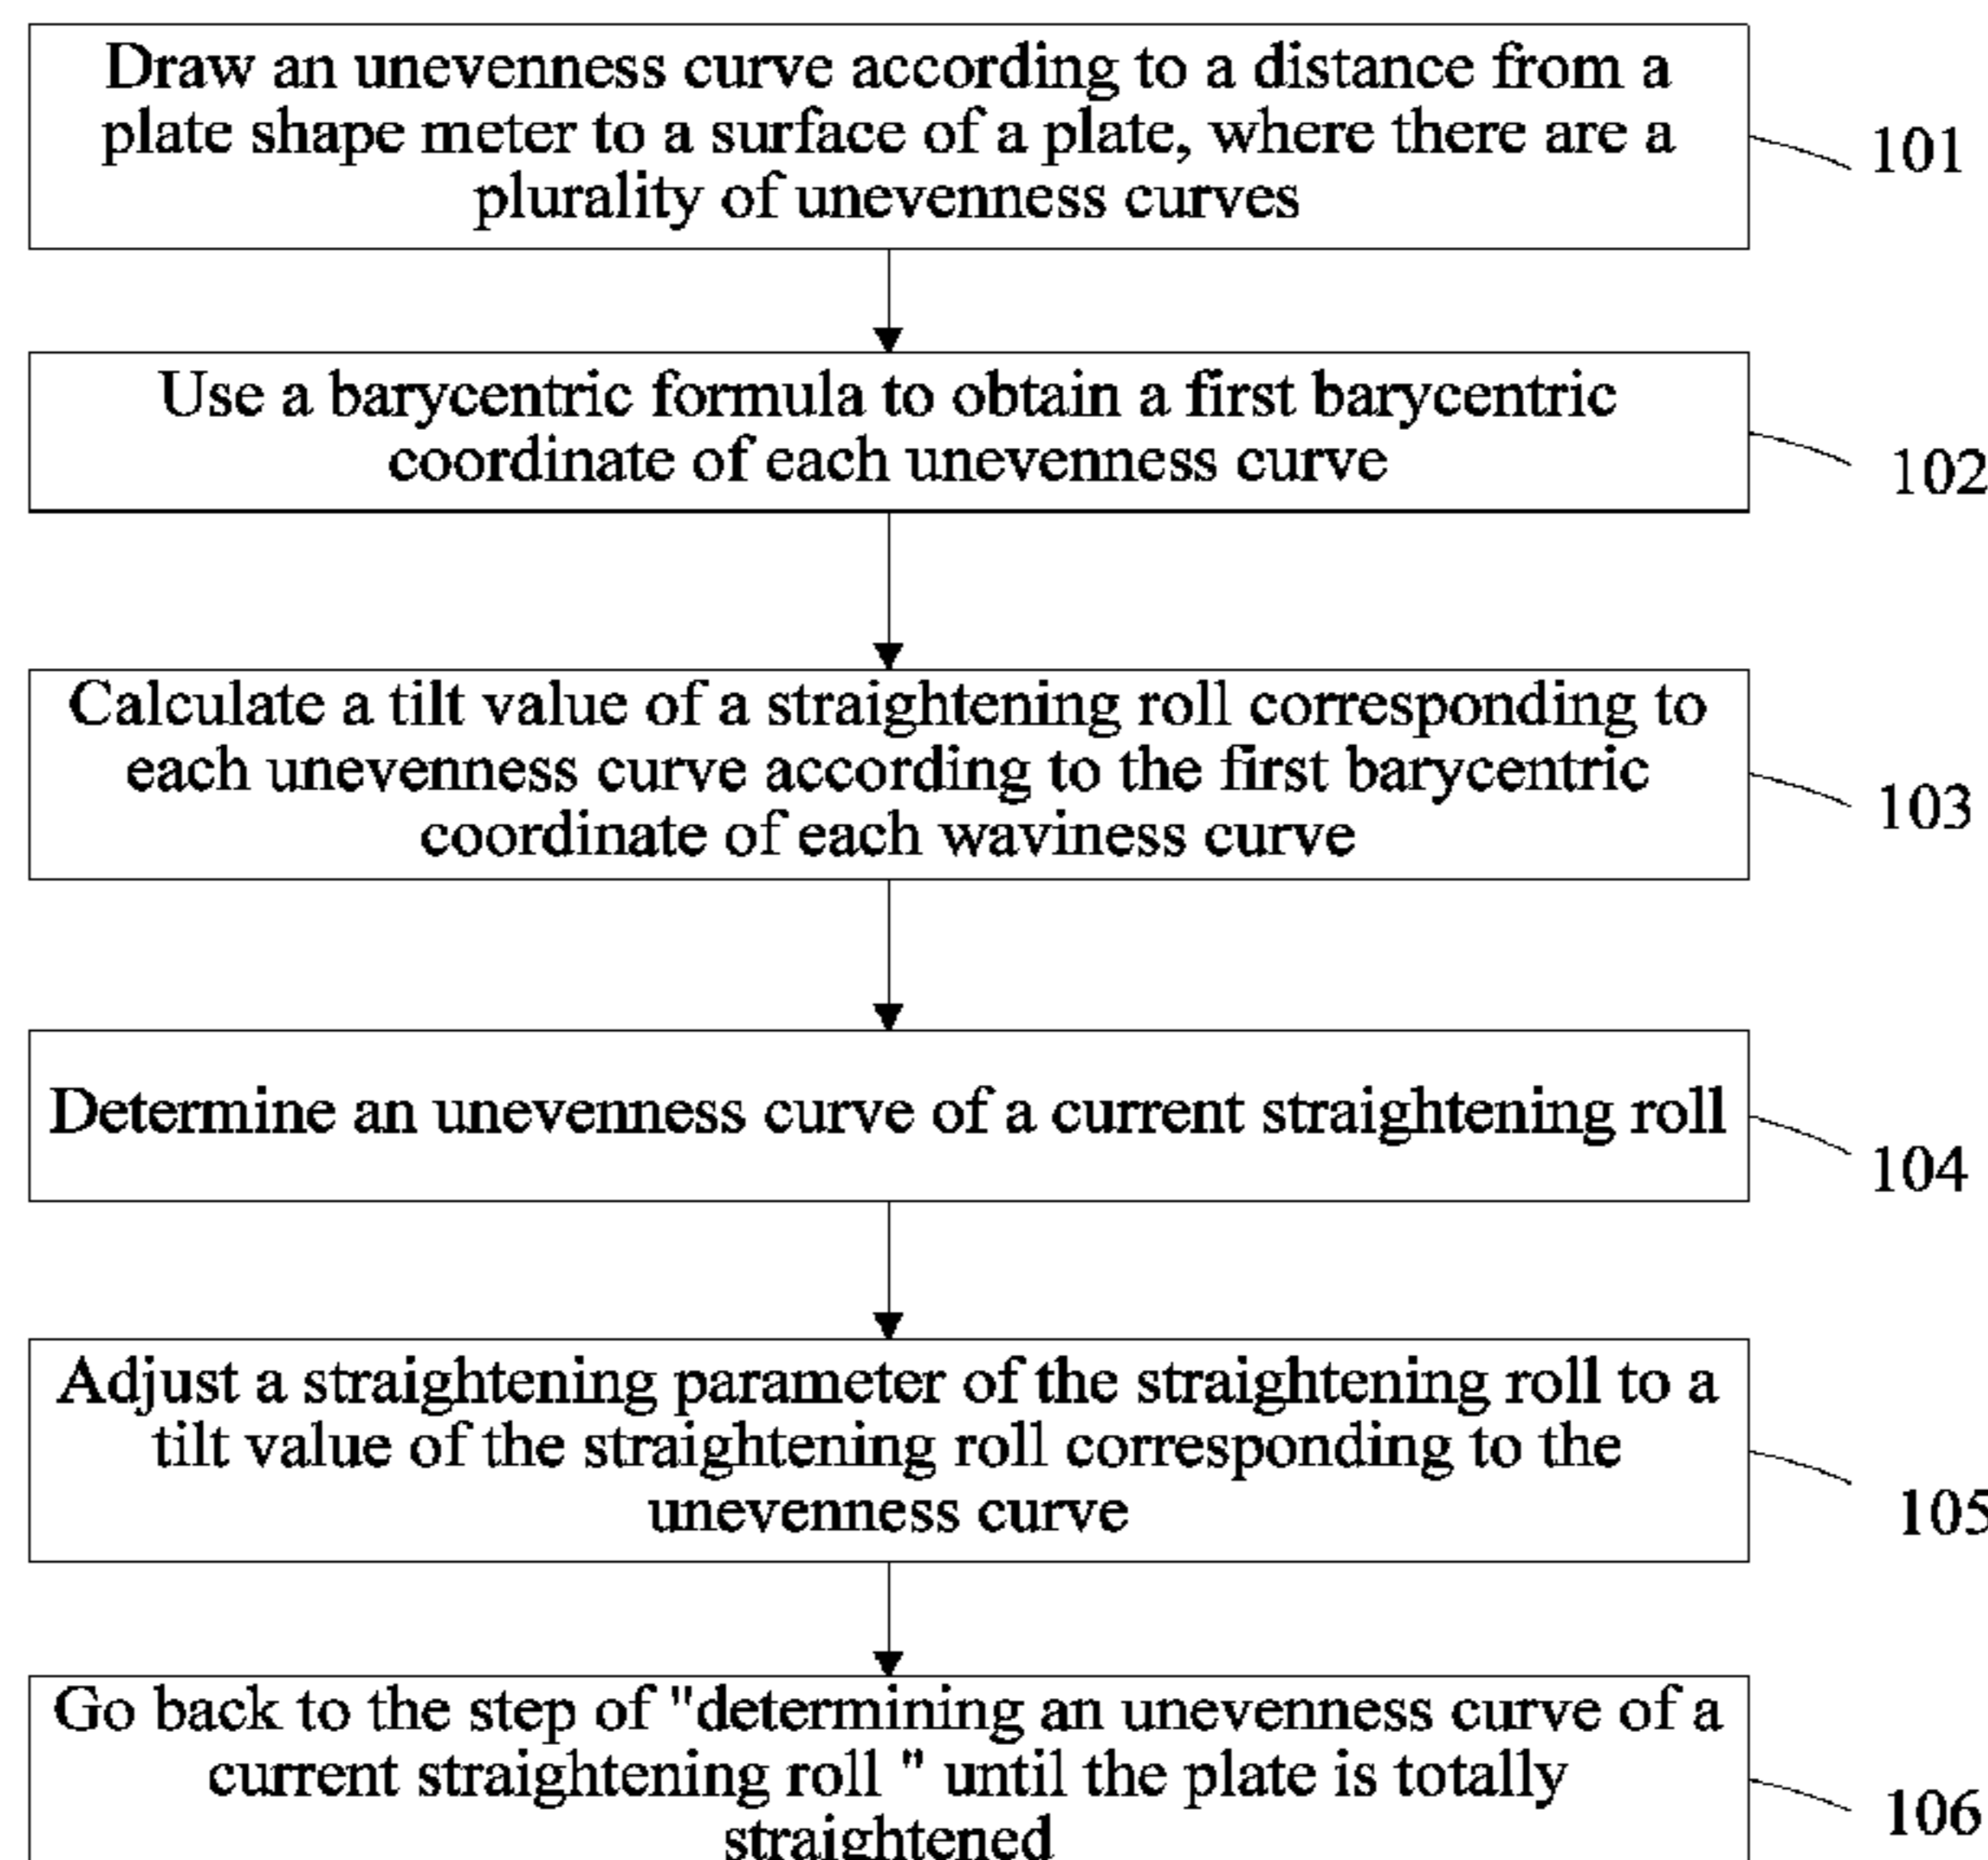 Draw an unevenness curve according to a distance from a
plate shape meter to a surface of a plate, where there are a
plurality of unevenness curves
101
Use a barycentric formula to obtain a first barycentric
coordinate of each unevenness curve
102
Calculate a tilt value of a straightening roll corresponding to
each unevenness curve according to the first barycentric
coordinate of each waviness curve
103
Determine an unevenness curve of a current straightening roll
104
Adjust a straightening parameter of the straightening roll to a
tilt value of the straightening roll corresponding to the
unevenness curve
105
Go back to the step of "determining an unevenness curve of a
current straightening roll " until the plate is totally
straightened
106